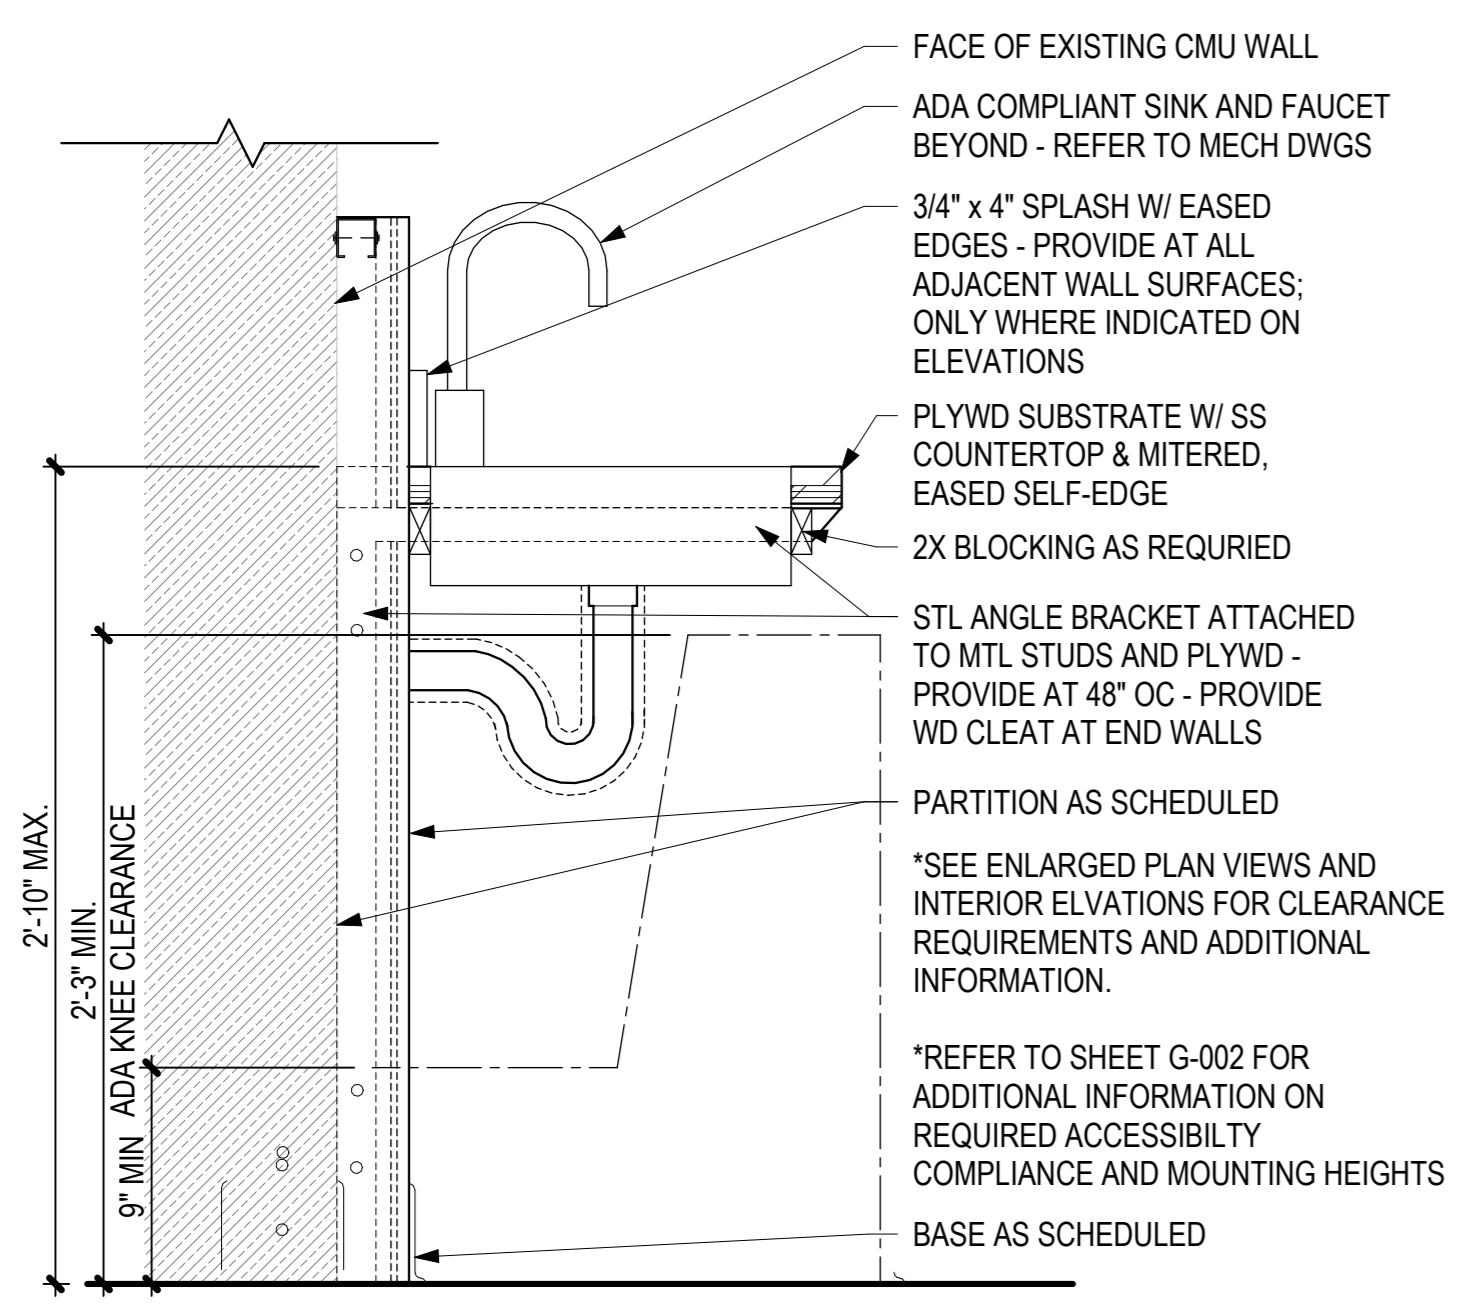 FACE OF EXISTING CMU WALL
ADA COMPLIANT SINK AND FAUCET
BEYOND - REFER TO MECH DWGS
3/4" x 4" SPLASH W/ EASED
EDGES - PROVIDE AT ALL
ADJACENT WALL SURFACES;
ONLY WHERE INDICATED ON
ELEVATIONS
PLYWD SUBSTRATE W/ SS
COUNTERTOP & MITERED,
EASED SELF-EDGE
2X BLOCKING AS REQURIED
STL ANGLE BRACKET ATTACHED
TO MTL STUDS AND PLYWD -
PROVIDE AT 48" OC - PROVIDE
WD CLEAT AT END WALLS
PARTITION AS SCHEDULED
*SEE ENLARGED PLAN VIEWS AND
INTERIOR ELVATIONS FOR CLEARANCE
REQUIREMENTS AND ADDITIONAL
INFORMATION.
*REFER TO SHEET G-002 FOR
ADDITIONAL INFORMATION ON
REQUIRED ACCESSIBILTY
COMPLIANCE AND MOUNTING HEIGHTS
BASE AS SCHEDULED
2'-10" MAX.
2'-3" MIN.
ADA KNEE CLEARANCE
9" MIN